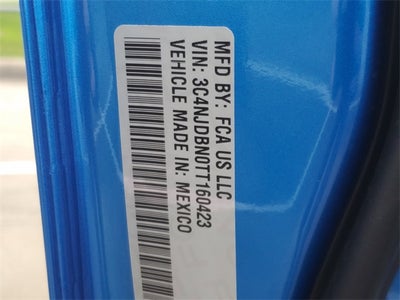 MFD BY: FCA US LLC
VIN: 3C4NJDBN0TT160423
VEHICLE MADE IN: MEXICO